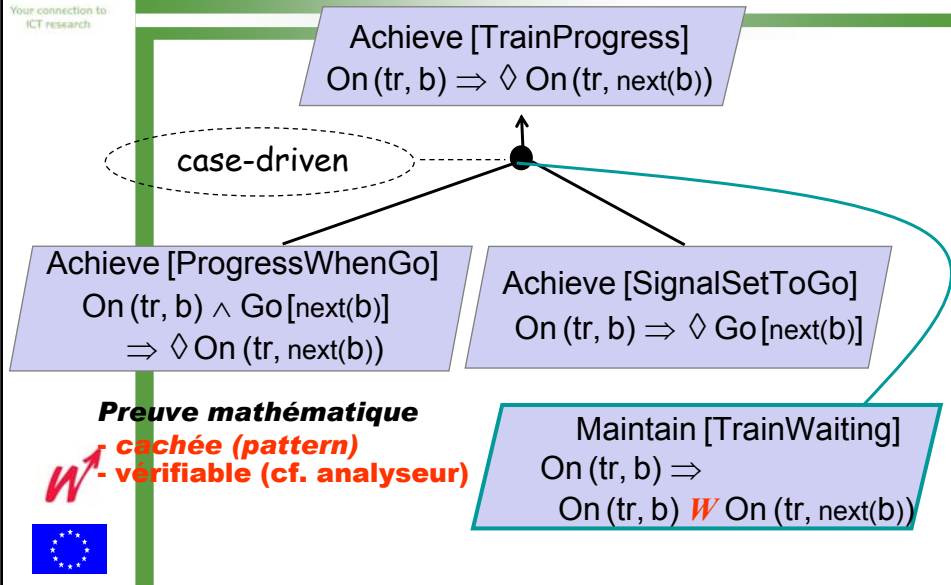 Your connection to
ICT research
Achieve [TrainProgress]
On (tr, b) ⇒ ◊ On (tr, next(b))
case-driven
Achieve [ProgressWhenGo]
On (tr, b) ∧ Go [next(b)]
⇒ ◊ On (tr, next(b))
Achieve [SignalSetToGo]
On (tr, b) ⇒ ◊ Go [next(b)]
Preuve mathématique
- cachée (pattern)
- vérifiable (cf. analyseur)
Maintain [TrainWaiting]
On (tr, b) ⇒
On (tr, b) W On (tr, next(b))